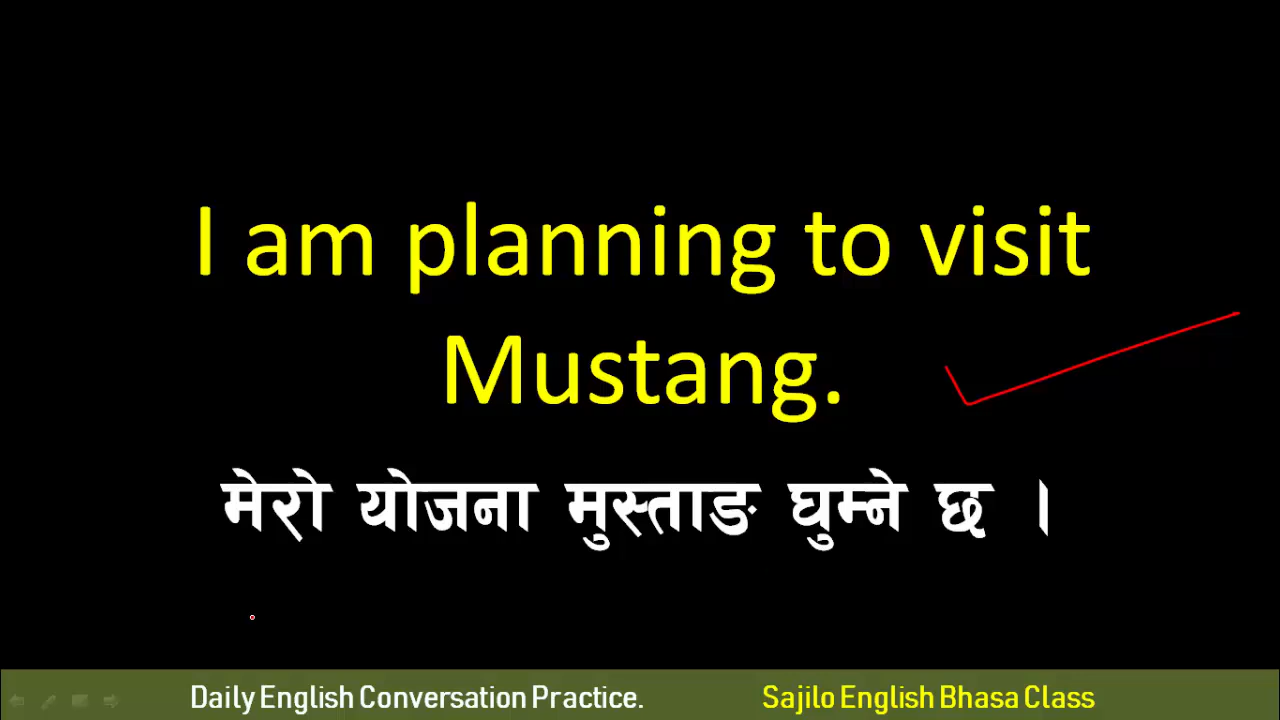 I am planning to visit
Mustang.
मेरो योजना मुस्ताङ घुम्ने छ ।
Daily English Conversation Practice. Sajilo English Bhasa Class